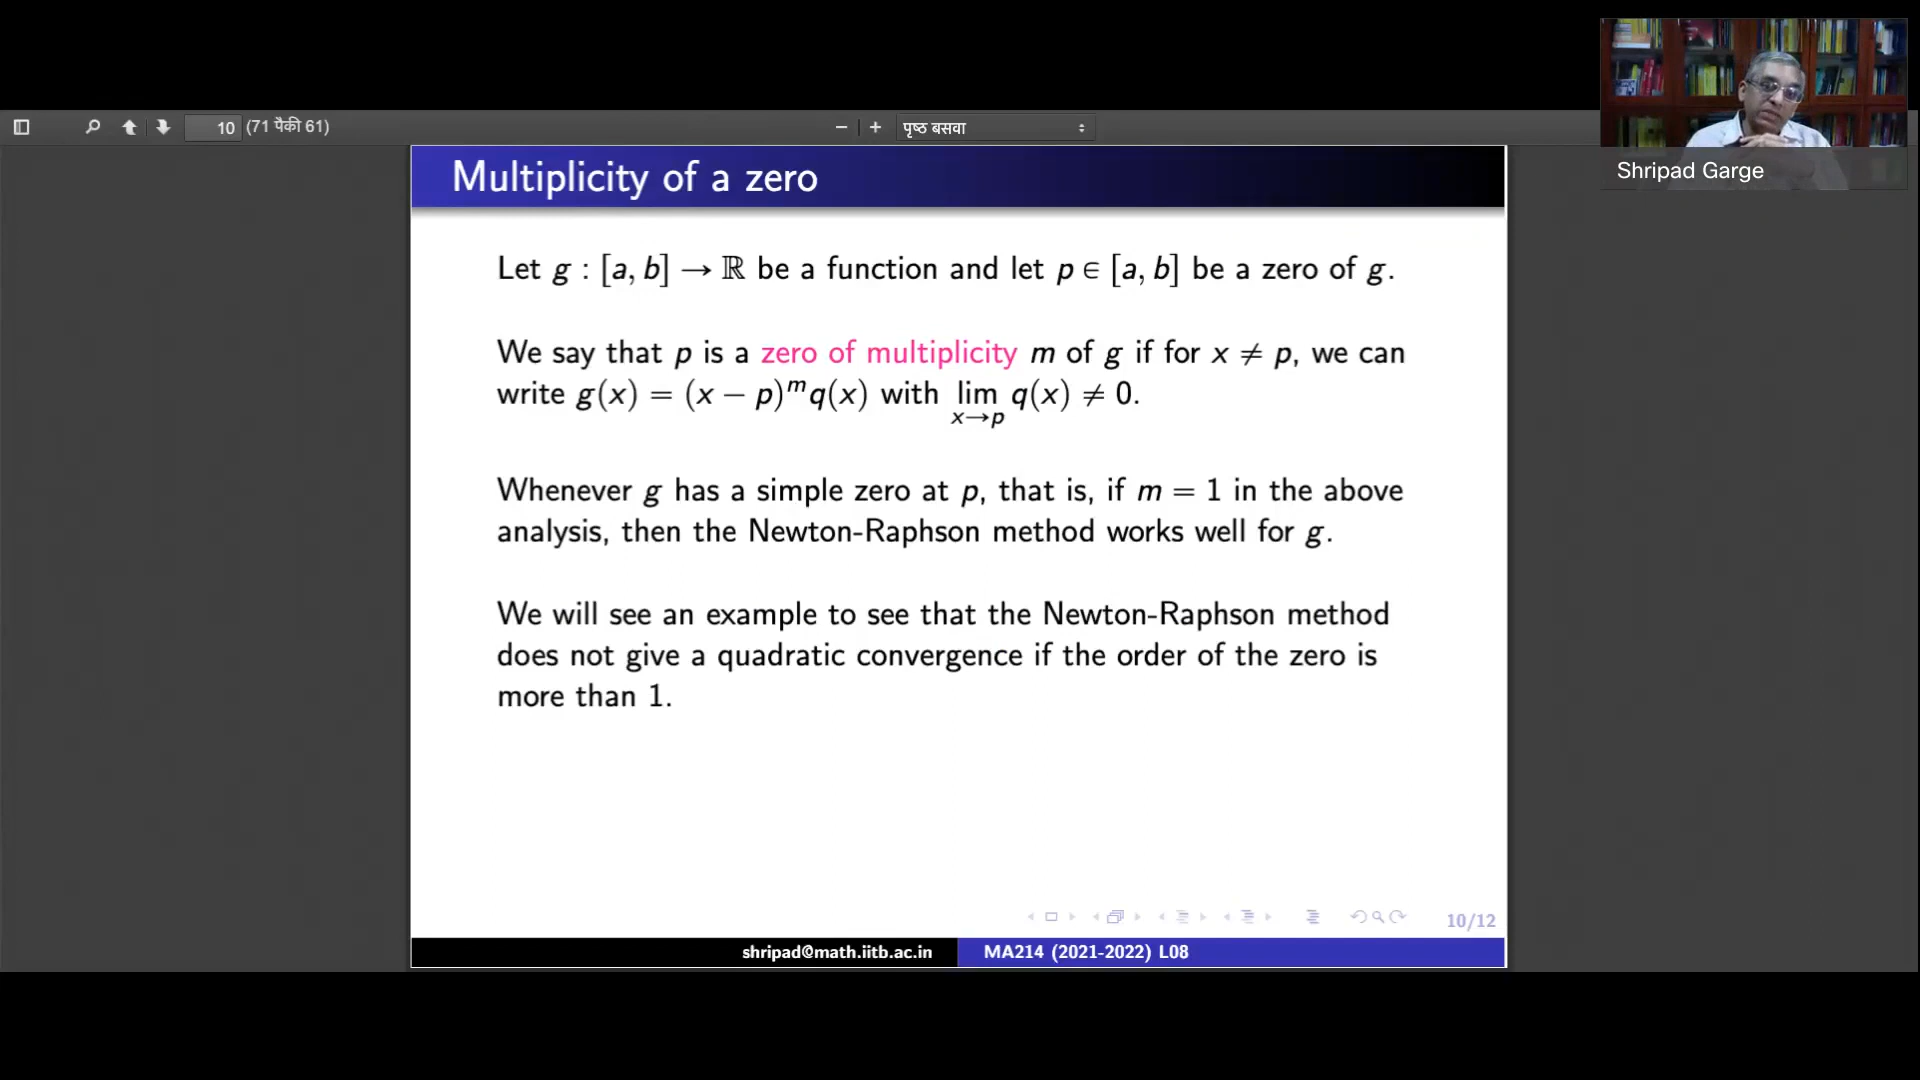 Shripad Garge
10 (71 पैकी 61)
− + पृष्ठ बसवा
Multiplicity of a zero
Let g : [a, b] → ℝ be a function and let p ∈ [a, b] be a zero of g.
We say that p is a zero of multiplicity m of g if for x ≠ p, we can
write g(x) = (x − p)^m q(x) with lim_{x→p} q(x) ≠ 0.
Whenever g has a simple zero at p, that is, if m = 1 in the above
analysis, then the Newton-Raphson method works well for g.
We will see an example to see that the Newton-Raphson method
does not give a quadratic convergence if the order of the zero is
more than 1.
10/12
shripad@math.iitb.ac.in MA214 (2021-2022) L08